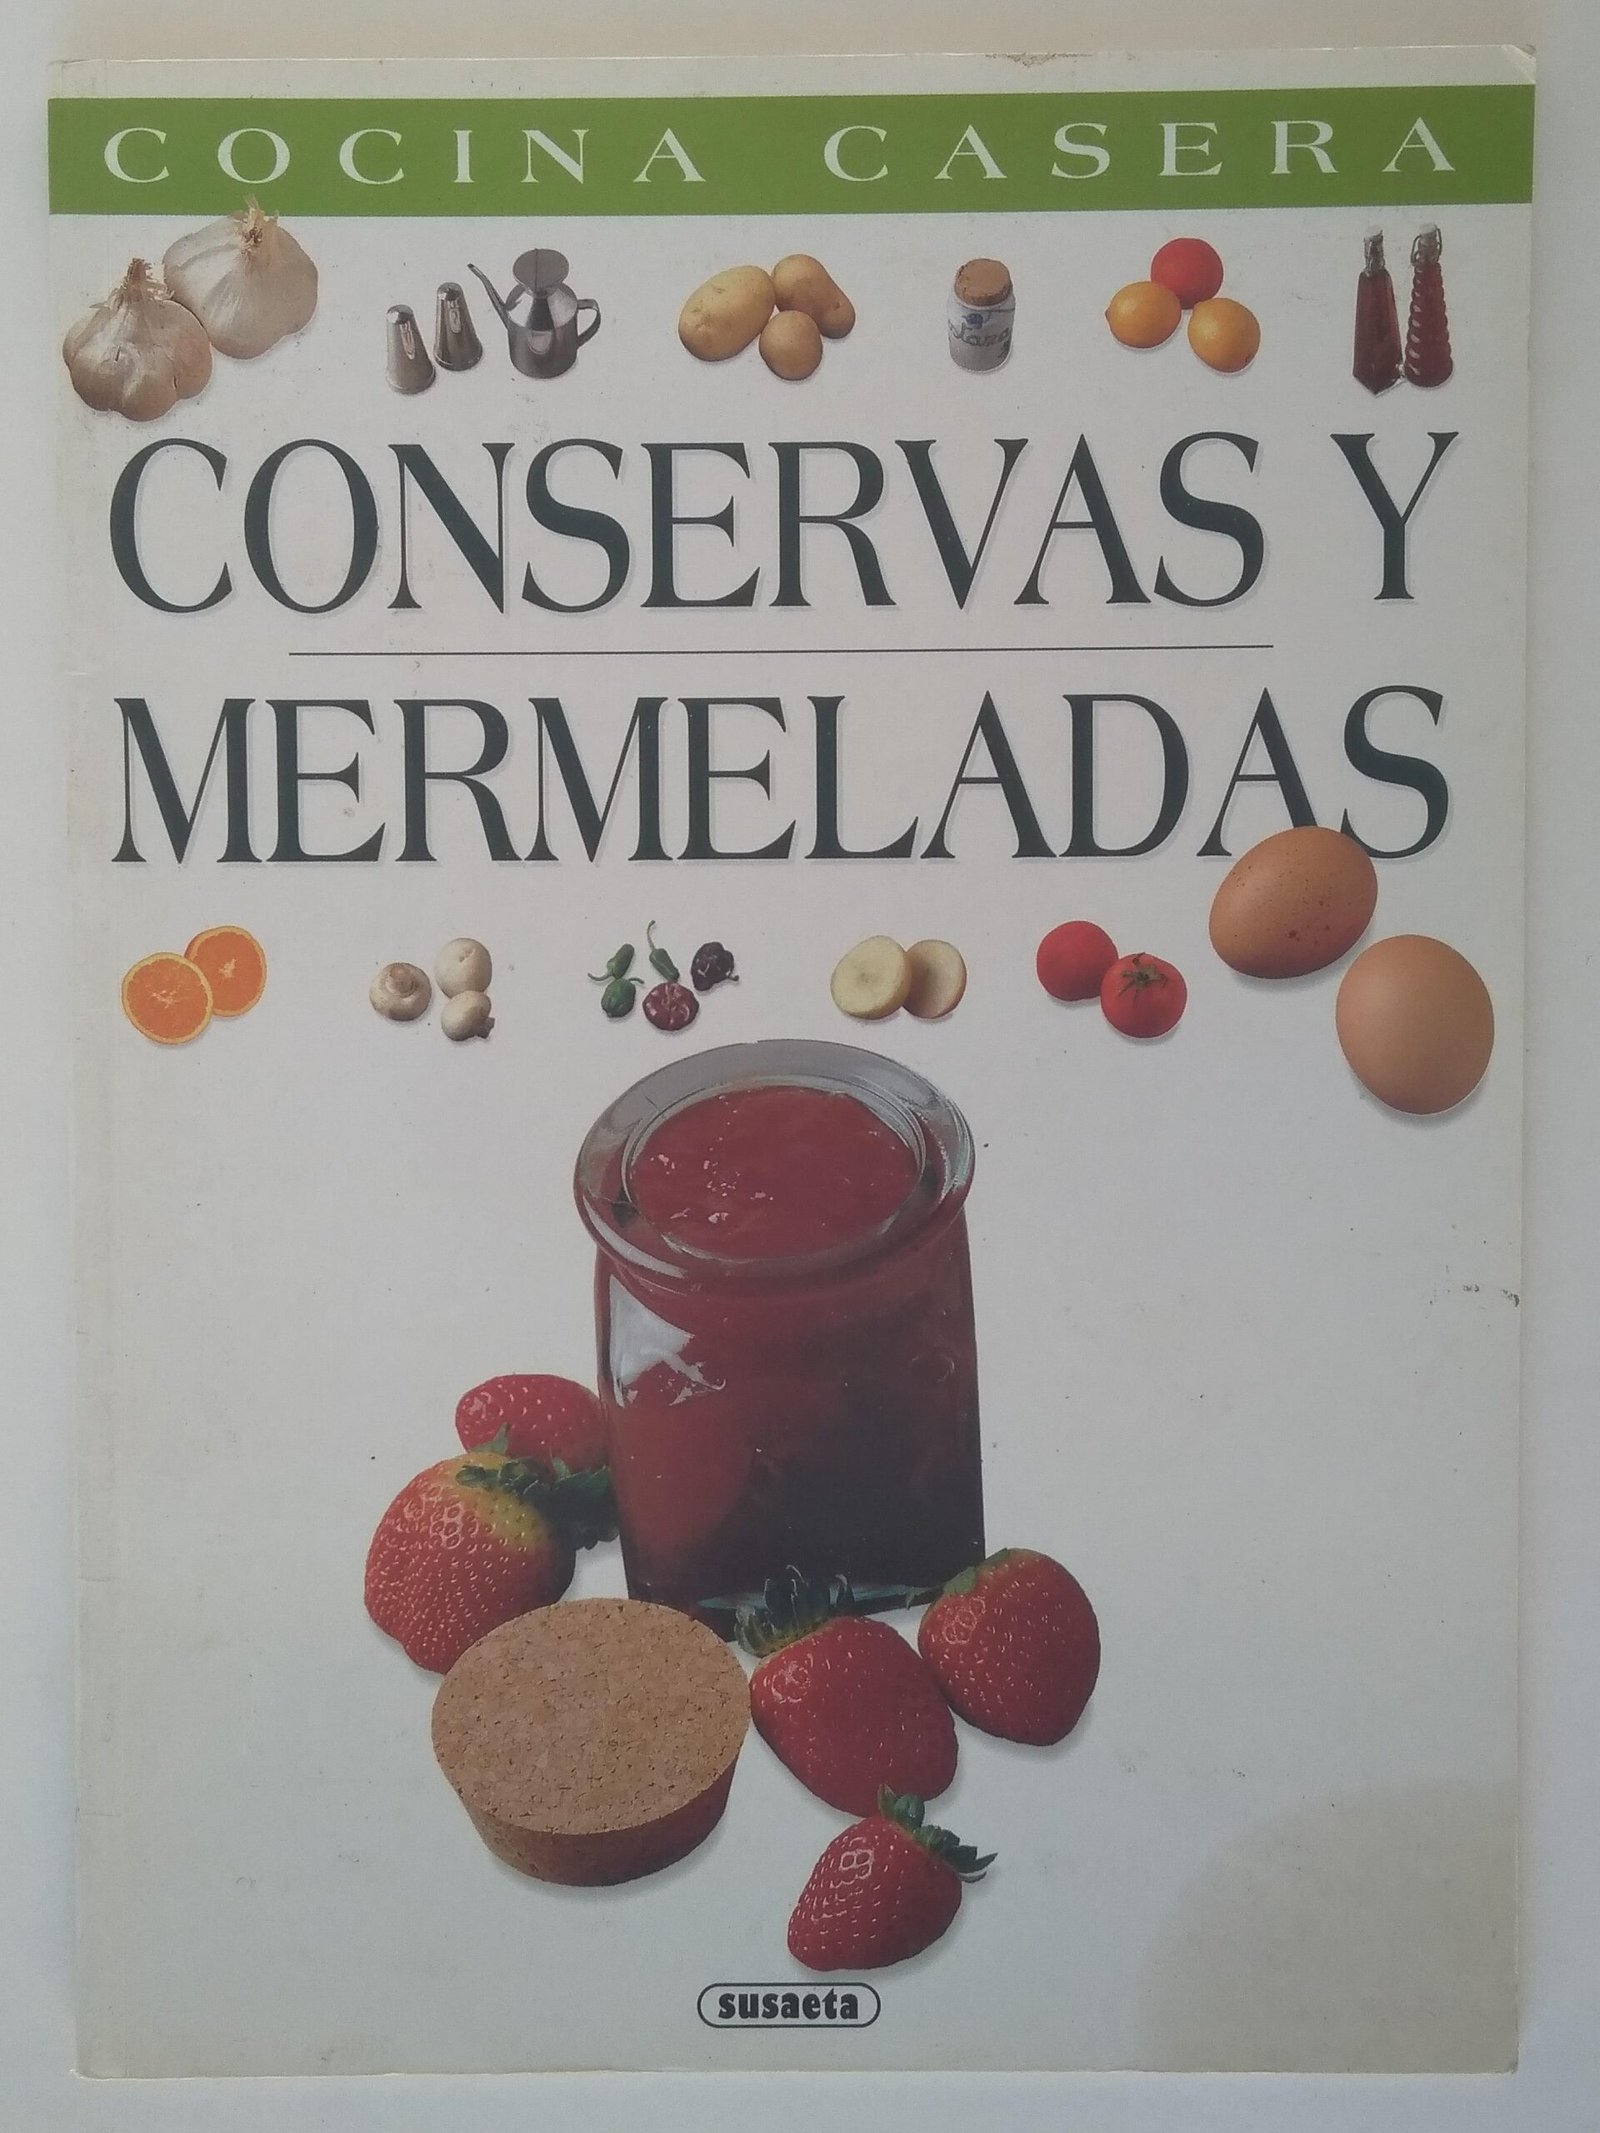 COCINA CASERA
CONSERVAS Y
MERMELADAS
susaeta